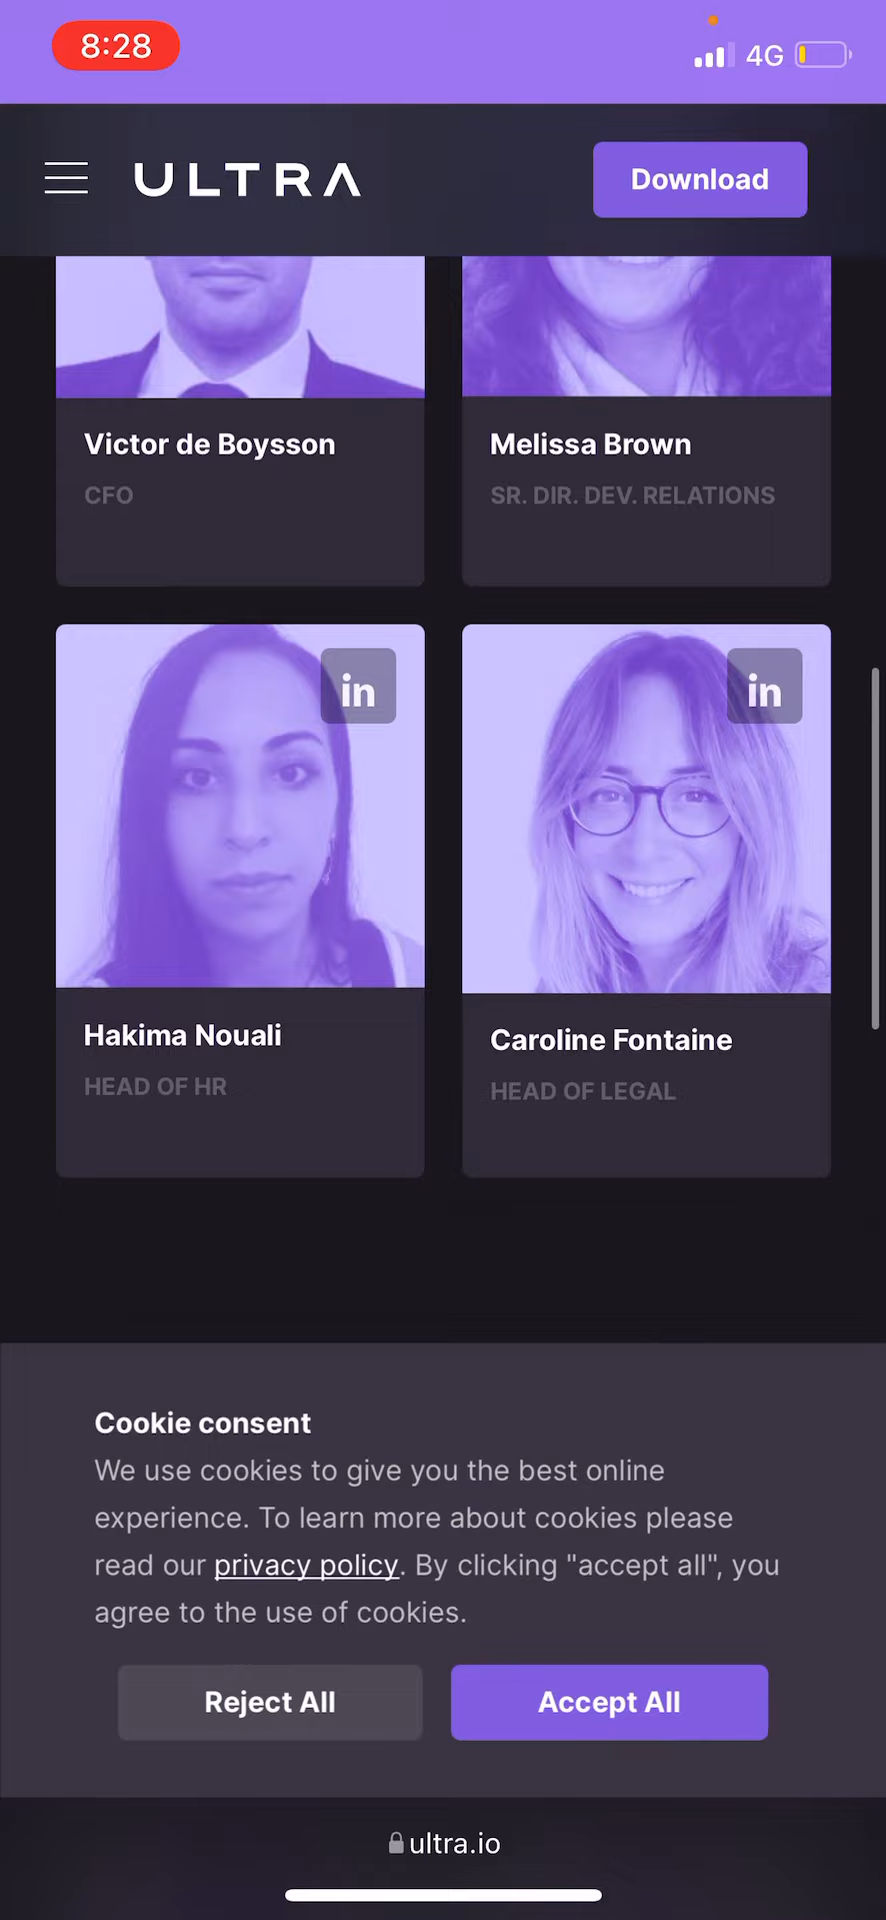 8:28
4G
ULTRA
Download
Victor de Boysson
CFO
Melissa Brown
SR. DIR. DEV. RELATIONS
in
in
Hakima Nouali
HEAD OF HR
Caroline Fontaine
HEAD OF LEGAL
Cookie consent
We use cookies to give you the best online
experience. To learn more about cookies please
read our privacy policy. By clicking "accept all", you
agree to the use of cookies.
Reject All
Accept All
ultra.io